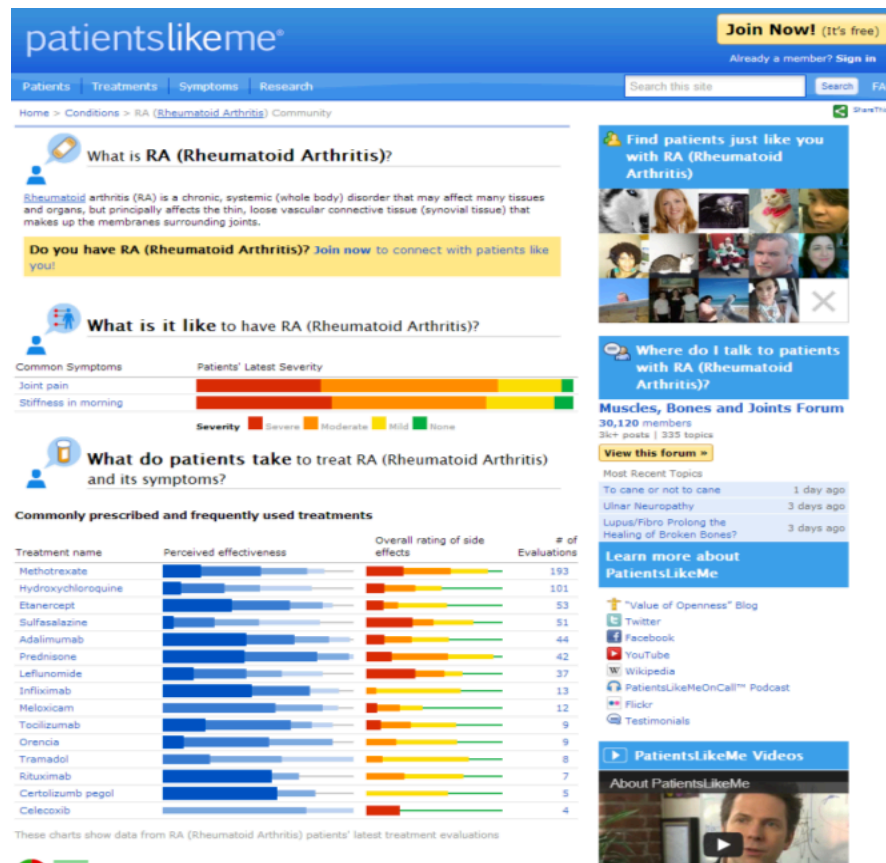 patientslikeme®
Join Now! (It's free)
Already a member? Sign in
Patients Treatments Symptoms Research
Search this site Search FA
Home > Conditions > RA (Rheumatoid Arthritis) Community
ShareThi
What is RA (Rheumatoid Arthritis)?
Rheumatoid arthritis (RA) is a chronic, systemic (whole body) disorder that may affect many tissues
and organs, but principally affects the thin, loose vascular connective tissue (synovial tissue) that
makes up the membranes surrounding joints.
Do you have RA (Rheumatoid Arthritis)? Join now to connect with patients like
you!
What is it like to have RA (Rheumatoid Arthritis)?
Common Symptoms Patients' Latest Severity
Joint pain
Stiffness in morning
Severity Severe Moderate Mild None
What do patients take to treat RA (Rheumatoid Arthritis)
and its symptoms?
Commonly prescribed and frequently used treatments
Treatment name Perceived effectiveness Overall rating of side
effects # of
Evaluations
Methotrexate 193
Hydroxychloroquine 101
Etanercept 53
Sulfasalazine 51
Adalimumab 44
Prednisone 42
Leflunomide 37
Infliximab 13
Meloxicam 12
Tocilizumab 9
Orencia 9
Tramadol 8
Rituximab 7
Certolizumb pegol 5
Celecoxib 4
These charts show data from RA (Rheumatoid Arthritis) patients' latest treatment evaluations
Find patients just like you
with RA (Rheumatoid
Arthritis)
Where do I talk to patients
with RA (Rheumatoid
Arthritis)?
Muscles, Bones and Joints Forum
30,120 members
3k+ posts | 335 topics
View this forum »
Most Recent Topics
To cane or not to cane 1 day ago
Ulnar Neuropathy 3 days ago
Lupus/Fibro Prolong the
Healing of Broken Bones? 3 days ago
Learn more about
PatientsLikeMe
"Value of Openness" Blog
Twitter
Facebook
YouTube
Wikipedia
PatientsLikeMeOnCall™ Podcast
Flickr
Testimonials
PatientsLikeMe Videos
About PatientsLikeMe